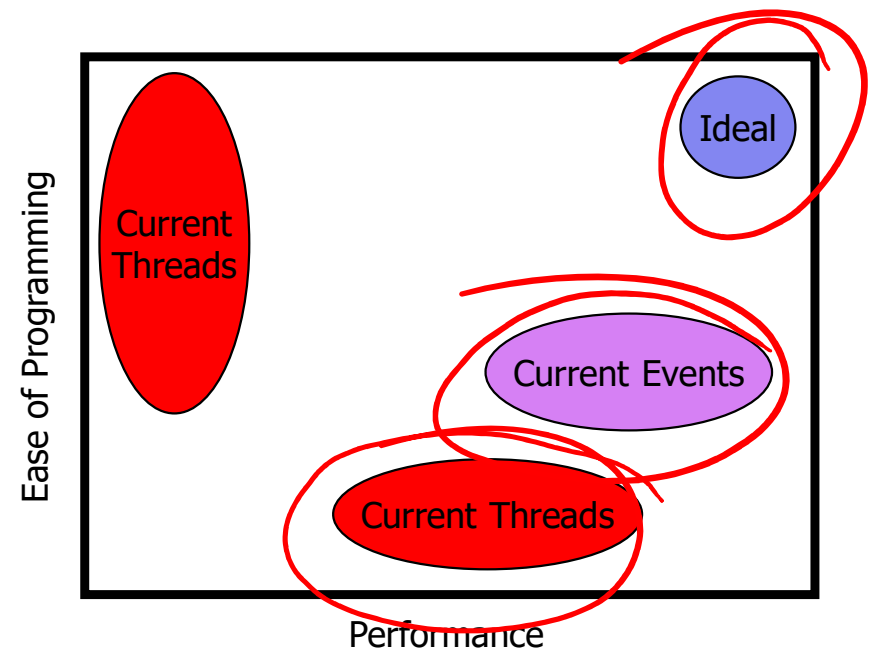 Ideal
Current
Threads
Current Events
Current Threads
Ease of Programming
Performance